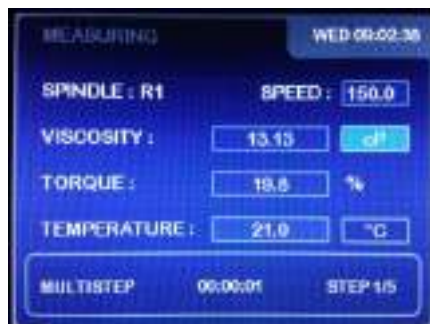 MEASURING WED 09:02:38
SPINDLE : R1 SPEED : 150.0
VISCOSITY : 13.13 cP
TORQUE : 19.8 %
TEMPERATURE : 21.0 °C
MULTISTEP 00:00:01 STEP 1/5